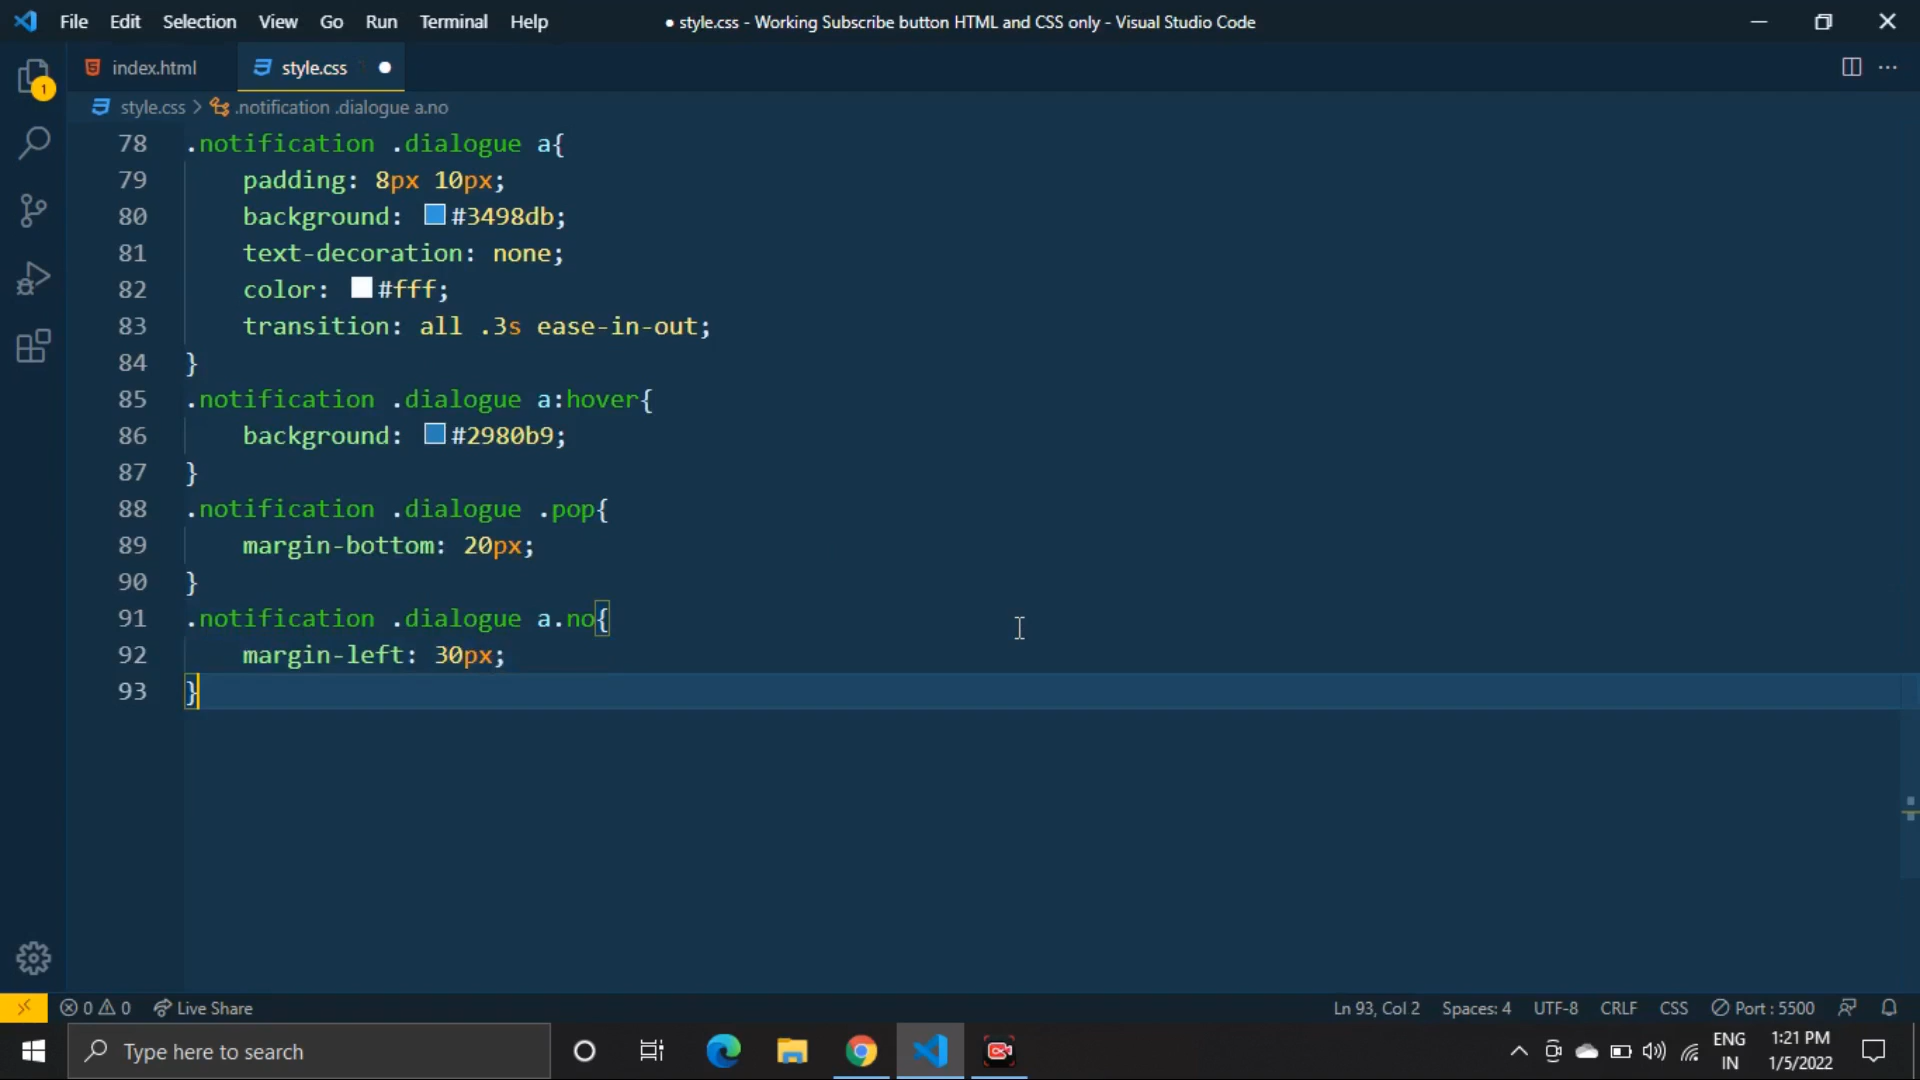 File Edit Selection View Go Run Terminal Help
● style.css - Working Subscribe button HTML and CSS only - Visual Studio Code
1
index.html
style.css
style.css > .notification .dialogue a.no
78 .notification .dialogue a{
79 padding: 8px 10px;
80 background: #3498db;
81 text-decoration: none;
82 color: #fff;
83 transition: all .3s ease-in-out;
84 }
85 .notification .dialogue a:hover{
86 background: #2980b9;
87 }
88 .notification .dialogue .pop{
89 margin-bottom: 20px;
90 }
91 .notification .dialogue a.no{
92 margin-left: 30px;
93 }
0 0 Live Share
Ln 93, Col 2 Spaces: 4 UTF-8 CRLF CSS Port : 5500
Type here to search
ENG
IN
1:21 PM
1/5/2022